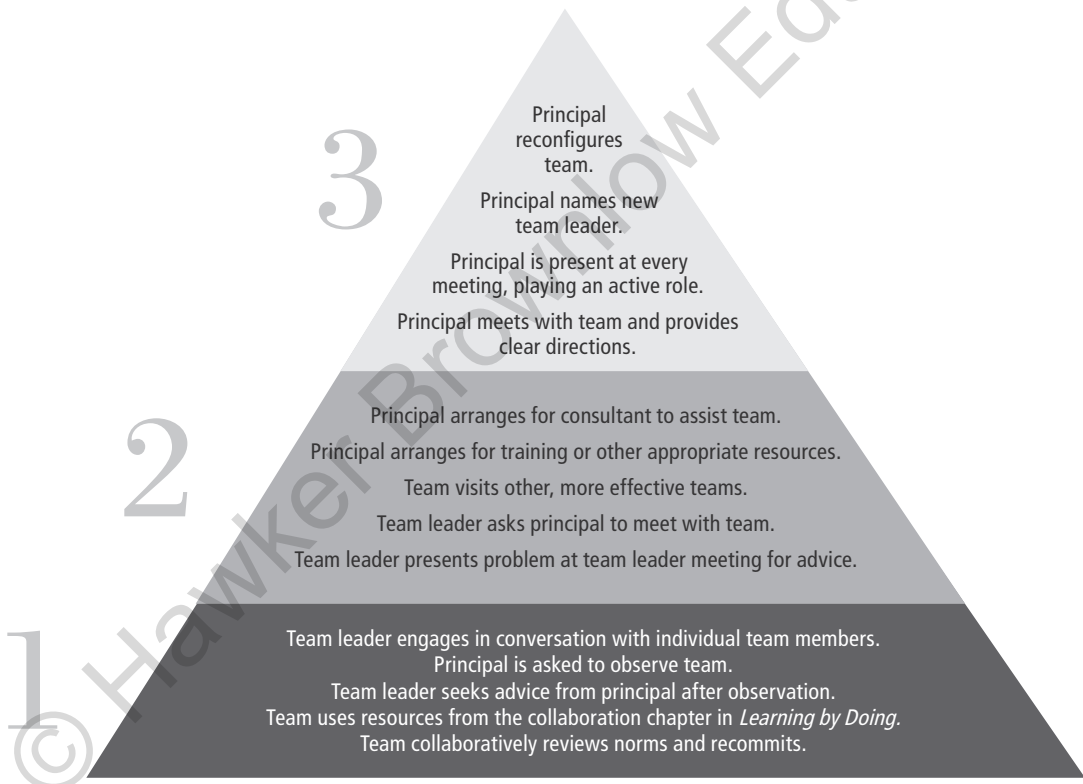 3
Principal
reconfigures
team.
Principal names new
team leader.
Principal is present at every
meeting, playing an active role.
Principal meets with team and provides
clear directions.
2
Principal arranges for consultant to assist team.
Principal arranges for training or other appropriate resources.
Team visits other, more effective teams.
Team leader asks principal to meet with team.
Team leader presents problem at team leader meeting for advice.
1
Team leader engages in conversation with individual team members.
Principal is asked to observe team.
Team leader seeks advice from principal after observation.
Team uses resources from the collaboration chapter in Learning by Doing.
Team collaboratively reviews norms and recommits.
© Hawker Brownlow